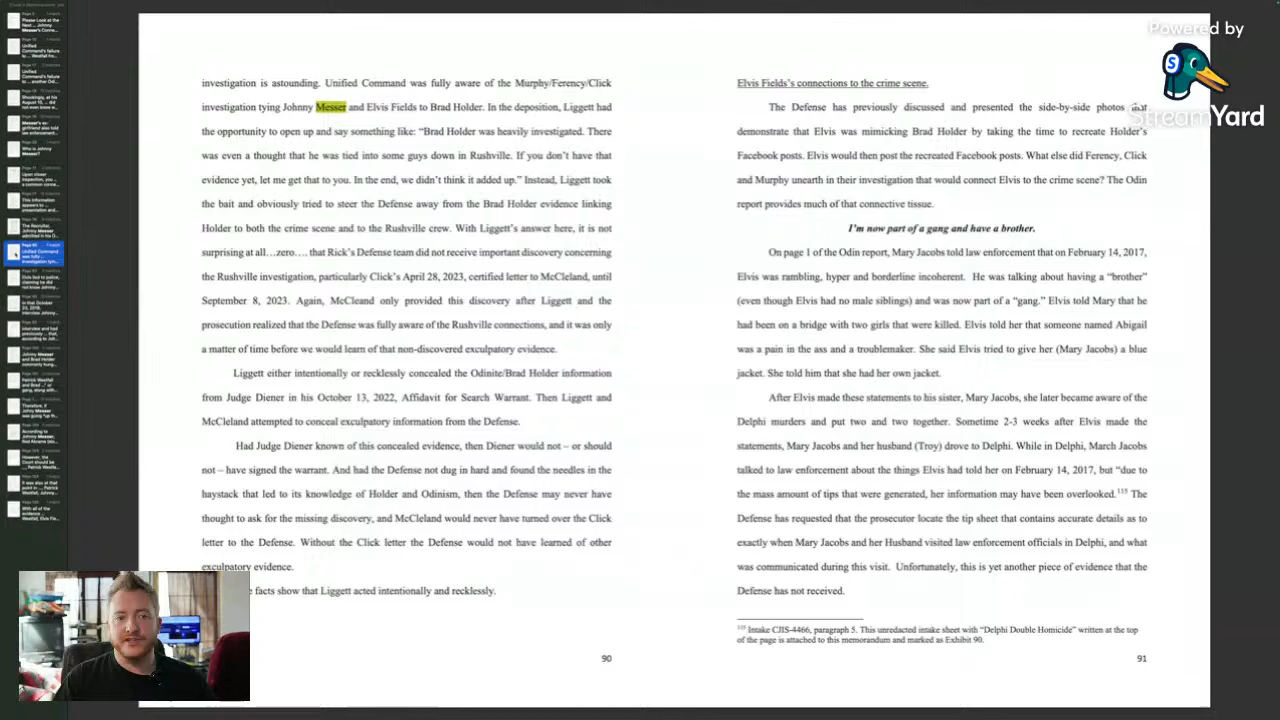 Powered by
StreamYard
investigation is astounding. Unified Command was fully aware of the Murphy/Ferency/Click
investigation tying Johnny Messer and Elvis Fields to Brad Holder. In the deposition, Liggett had
the opportunity to open up and say something like: “Brad Holder was heavily investigated. There
was even a thought that he was tied into some guys down in Rushville. If you don’t have that
evidence yet, let me get that to you. In the end, we didn’t think it added up.” Instead, Liggett took
the bait and obviously tried to steer the Defense away from the Brad Holder evidence linking
Holder to both the crime scene and to the Rushville crew. With Liggett’s answer here, it is not
surprising at all…zero…. that Rick’s Defense team did not receive important discovery concerning
the Rushville investigation, particularly Click’s April 28, 2023, certified letter to McCleland, until
September 8, 2023. Again, McCleand only provided this discovery after Liggett and the
prosecution realized that the Defense was fully aware of the Rushville connections, and it was only
a matter of time before we would learn of that non-discovered exculpatory evidence.
Liggett either intentionally or recklessly concealed the Odinite/Brad Holder information
from Judge Diener in his October 13, 2022, Affidavit for Search Warrant. Then Liggett and
McCleland attempted to conceal exculpatory information from the Defense.
Had Judge Diener known of this concealed evidence, then Diener would not – or should
not – have signed the warrant. And had the Defense not dug in hard and found the needles in the
haystack that led to its knowledge of Holder and Odinism, then the Defense may never have
thought to ask for the missing discovery, and McCleland would never have turned over the Click
letter to the Defense. Without the Click letter the Defense would not have learned of other
exculpatory evidence.
facts show that Liggett acted intentionally and recklessly.
90
Elvis Fields’s connections to the crime scene.
The Defense has previously discussed and presented the side-by-side photos that
demonstrate that Elvis was mimicking Brad Holder by taking the time to recreate Holder’s
Facebook posts. Elvis would then post the recreated Facebook posts. What else did Ferency, Click
and Murphy unearth in their investigation that would connect Elvis to the crime scene? The Odin
report provides much of that connective tissue.
I’m now part of a gang and have a brother.
On page 1 of the Odin report, Mary Jacobs told law enforcement that on February 14, 2017,
Elvis was rambling, hyper and borderline incoherent. He was talking about having a “brother”
(even though Elvis had no male siblings) and was now part of a “gang.” Elvis told Mary that he
had been on a bridge with two girls that were killed. Elvis told her that someone named Abigail
was a pain in the ass and a troublemaker. She said Elvis tried to give her (Mary Jacobs) a blue
jacket. She told him that she had her own jacket.
After Elvis made these statements to his sister, Mary Jacobs, she later became aware of the
Delphi murders and put two and two together. Sometime 2-3 weeks after Elvis made the
statements, Mary Jacobs and her husband (Troy) drove to Delphi. While in Delphi, March Jacobs
talked to law enforcement about the things Elvis had told her on February 14, 2017, but “due to
the mass amount of tips that were generated, her information may have been overlooked.115 The
Defense has requested that the prosecutor locate the tip sheet that contains accurate details as to
exactly when Mary Jacobs and her Husband visited law enforcement officials in Delphi, and what
was communicated during this visit. Unfortunately, this is yet another piece of evidence that the
Defense has not received.
115 Intake CJIS-4466, paragraph 5. This unredacted intake sheet with “Delphi Double Homicide” written at the top
of the page is attached to this memorandum and marked as Exhibit 90.
91